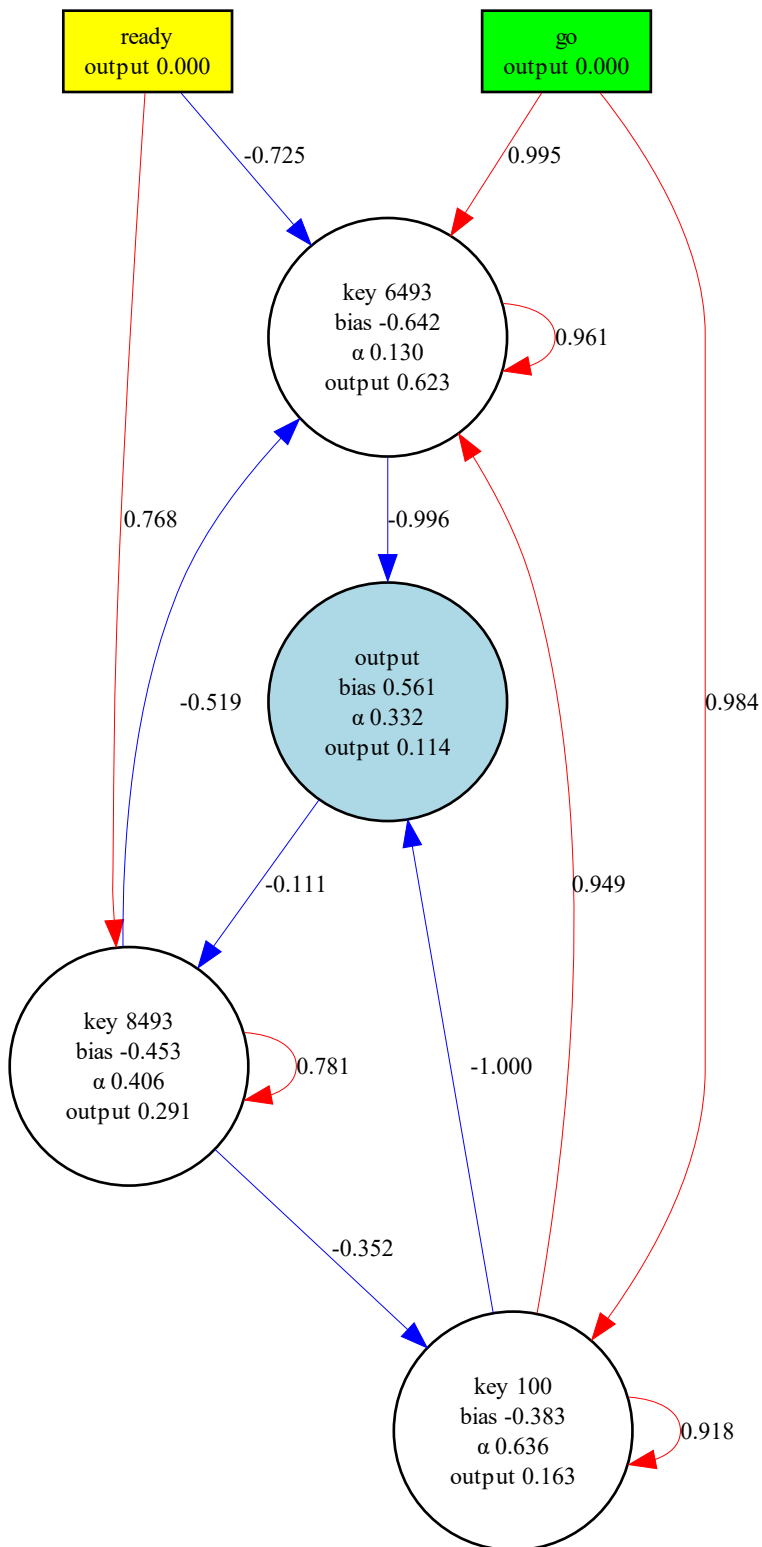 ready
output 0.000
go
output 0.000
-0.725
0.995
key 6493
bias -0.642
α 0.130
output 0.623
0.961
0.768
-0.996
output
bias 0.561
α 0.332
output 0.114
-0.519
0.984
-0.111
0.949
key 8493
bias -0.453
α 0.406
output 0.291
0.781
-1.000
-0.352
key 100
bias -0.383
α 0.636
output 0.163
0.918